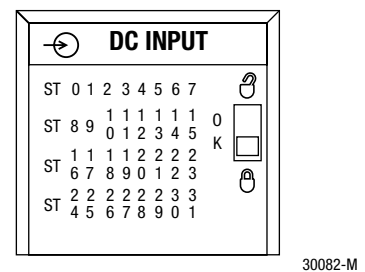 DC INPUT
ST 0 1 2 3 4 5 6 7
ST 8 9 10 11 12 13 14 15
ST 16 17 18 19 20 21 22 23
ST 24 25 26 27 28 29 30 31
OK
30082-M